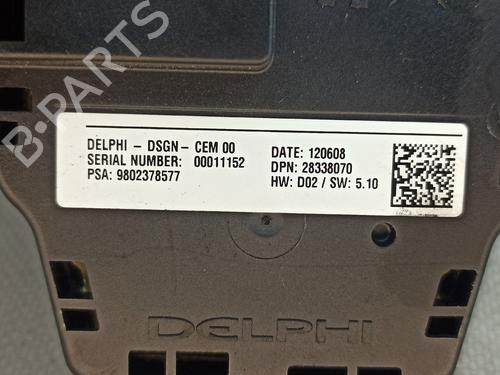 B-PARTS
DELPHI - DSGN - CEM 00
SERIAL NUMBER: 00011152
PSA: 9802378577
DATE: 120608
DPN: 28338070
HW: D02 / SW: 5.10
DELPHI